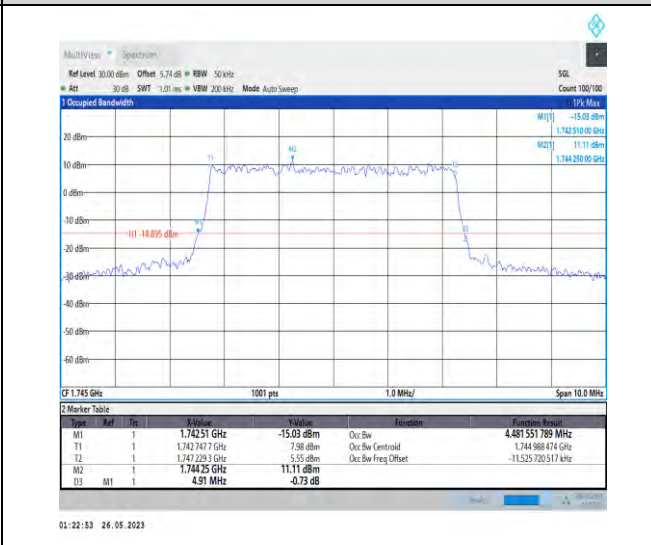 MultiView Spectrum
Ref Level 30.00 dBm Offset 5.74 dB RBW 50 kHz SGL
Att 30 dB SWT 1.01 ms VBW 200 kHz Mode Auto Sweep Count 100/100
1 Occupied Bandwidth 1Pk Max
M1[1] -15.03 dBm
1.742 510 00 GHz
M2[1] 11.11 dBm
1.744 250 00 GHz
20 dBm
M2
T1
T2
10 dBm
0 dBm
-10 dBm
M1
H1 -14.895 dBm
D3
-20 dBm
-30 dBm
-40 dBm
-50 dBm
-60 dBm
CF 1.745 GHz 1001 pts 1.0 MHz/ Span 10.0 MHz
2 Marker Table
Type Ref Trc X-Value Y-Value Function Function Result
M1 1 1.74251 GHz -15.03 dBm Occ Bw 4.481 551 789 MHz
T1 1 1.742 747 7 GHz 7.98 dBm Occ Bw Centroid 1.744 988 474 GHz
T2 1 1.747 229 3 GHz 5.55 dBm Occ Bw Freq Offset -11.525 720 517 kHz
M2 1 1.744 25 GHz 11.11 dBm
D3 M1 1 4.91 MHz -0.73 dB
01:22:53 26.05.2023